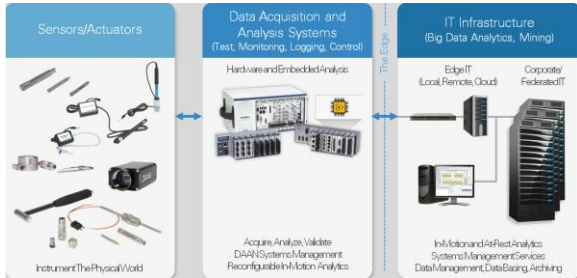 Sensors/Actuators
Instrument The Physical World
Data Acquisition and
Analysis Systems
(Test, Monitoring, Logging, Control)
Hardware and Embedded Analysis
Acquire, Analyze, Validate
DAAN Systems Management
Reconfigurable In-Motion Analytics
The Edge
IT Infrastructure
(Big Data Analytics, Mining)
Edge IT
(Local, Remote, Cloud)
Corporate/
Federated IT
In-Motion and At-Rest Analytics
Systems Management Services
Data Management, Data Basing, Archiving